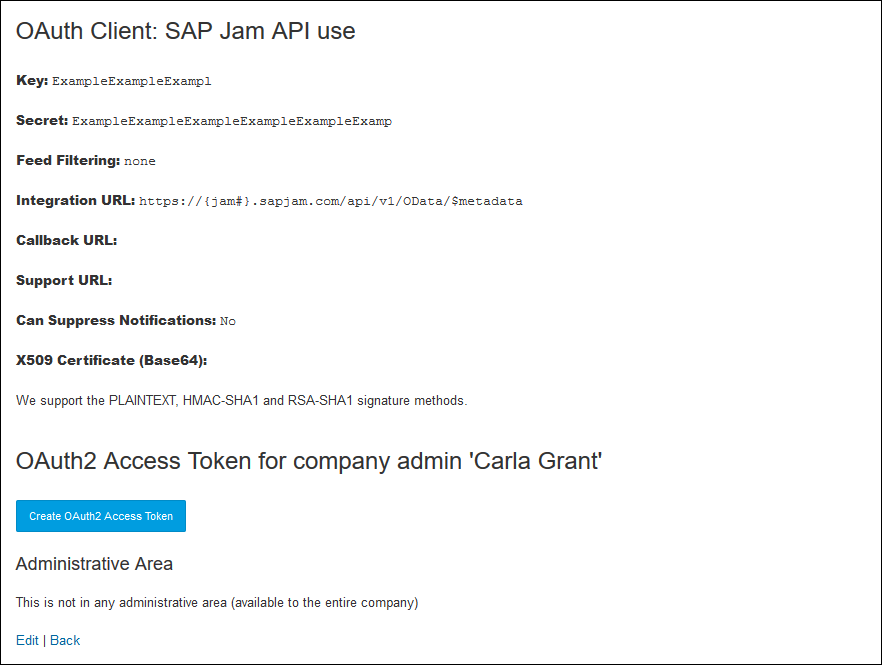 OAuth Client: SAP Jam API use
Key: ExampleExampleExampl
Secret: ExampleExampleExampleExampleExampleExamp
Feed Filtering: none
Integration URL: https://{jam#}.sapjam.com/api/v1/OData/$metadata
Callback URL:
Support URL:
Can Suppress Notifications: No
X509 Certificate (Base64):
We support the PLAINTEXT, HMAC-SHA1 and RSA-SHA1 signature methods.
OAuth2 Access Token for company admin 'Carla Grant'
Create OAuth2 Access Token
Administrative Area
This is not in any administrative area (available to the entire company)
Edit | Back